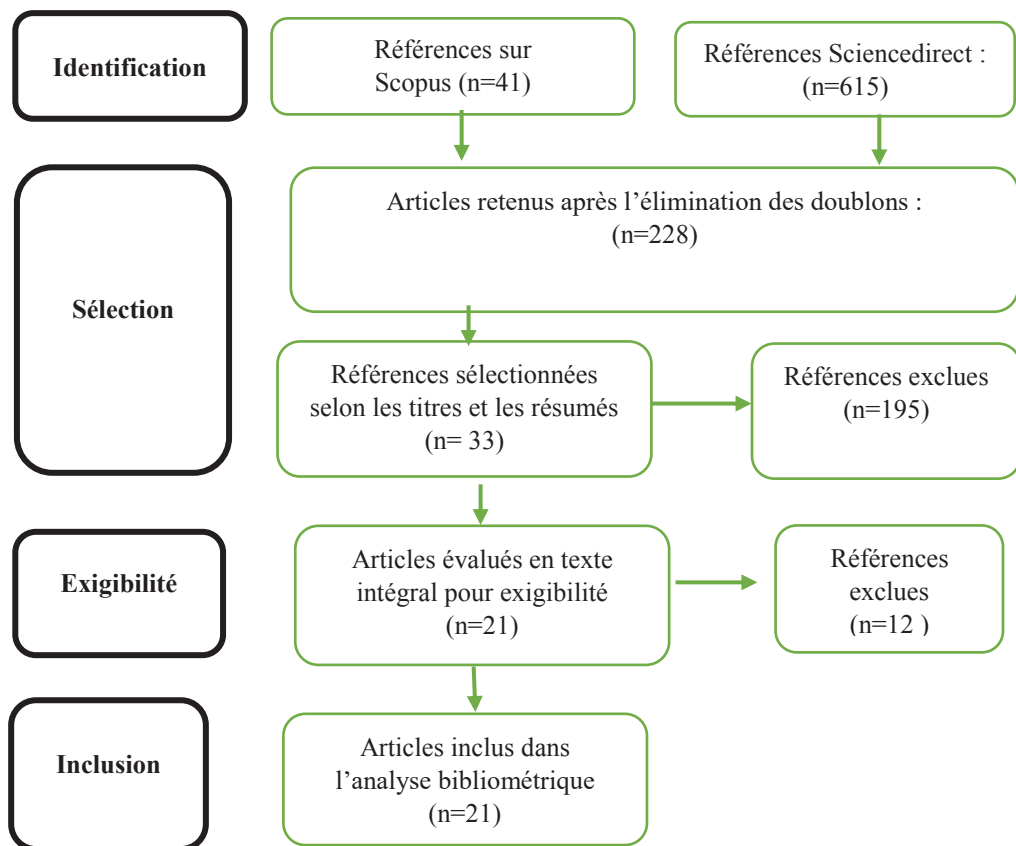 Identification
Références sur
Scopus (n=41)
Références Sciencedirect :
(n=615)
Sélection
Articles retenus après l’élimination des doublons :
(n=228)
Références sélectionnées
selon les titres et les résumés
(n= 33)
Références exclues
(n=195)
Exigibilité
Articles évalués en texte
intégral pour exigibilité
(n=21)
Références
exclues
(n=12 )
Inclusion
Articles inclus dans
l’analyse bibliométrique
(n=21)